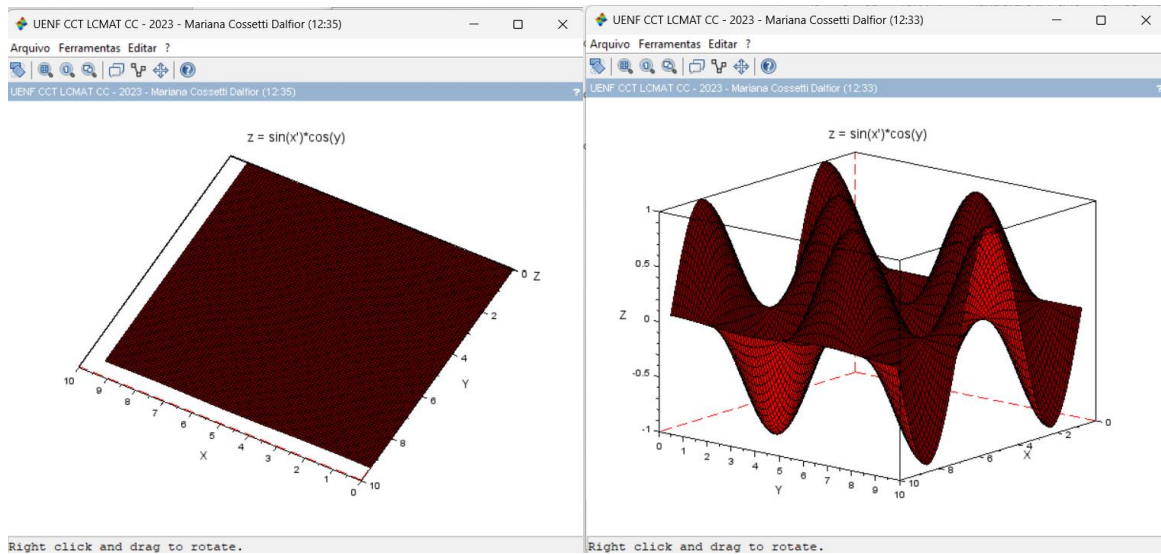 UENF CCT LCMAT CC - 2023 - Mariana Cossetti Dalfior (12:35)
Arquivo Ferramentas Editar ?
UENF CCT LCMAT CC - 2023 - Mariana Cossetti Dalfior (12:35) ?
z = sin(x')*cos(y)
0 Z
2
4
Y
6
8
10
10
9
8
7
6
5
4
3
2
1
0
X
Right click and drag to rotate.
UENF CCT LCMAT CC - 2023 - Mariana Cossetti Dalfior (12:33)
Arquivo Ferramentas Editar ?
UENF CCT LCMAT CC - 2023 - Mariana Cossetti Dalfior (12:33) ?
z = sin(x')*cos(y)
1
0.5
Z
0
-0.5
-1
0
1
2
3
4
5
6
7
8
9
10
Y
10
8
6
4
2
0
X
Right click and drag to rotate.